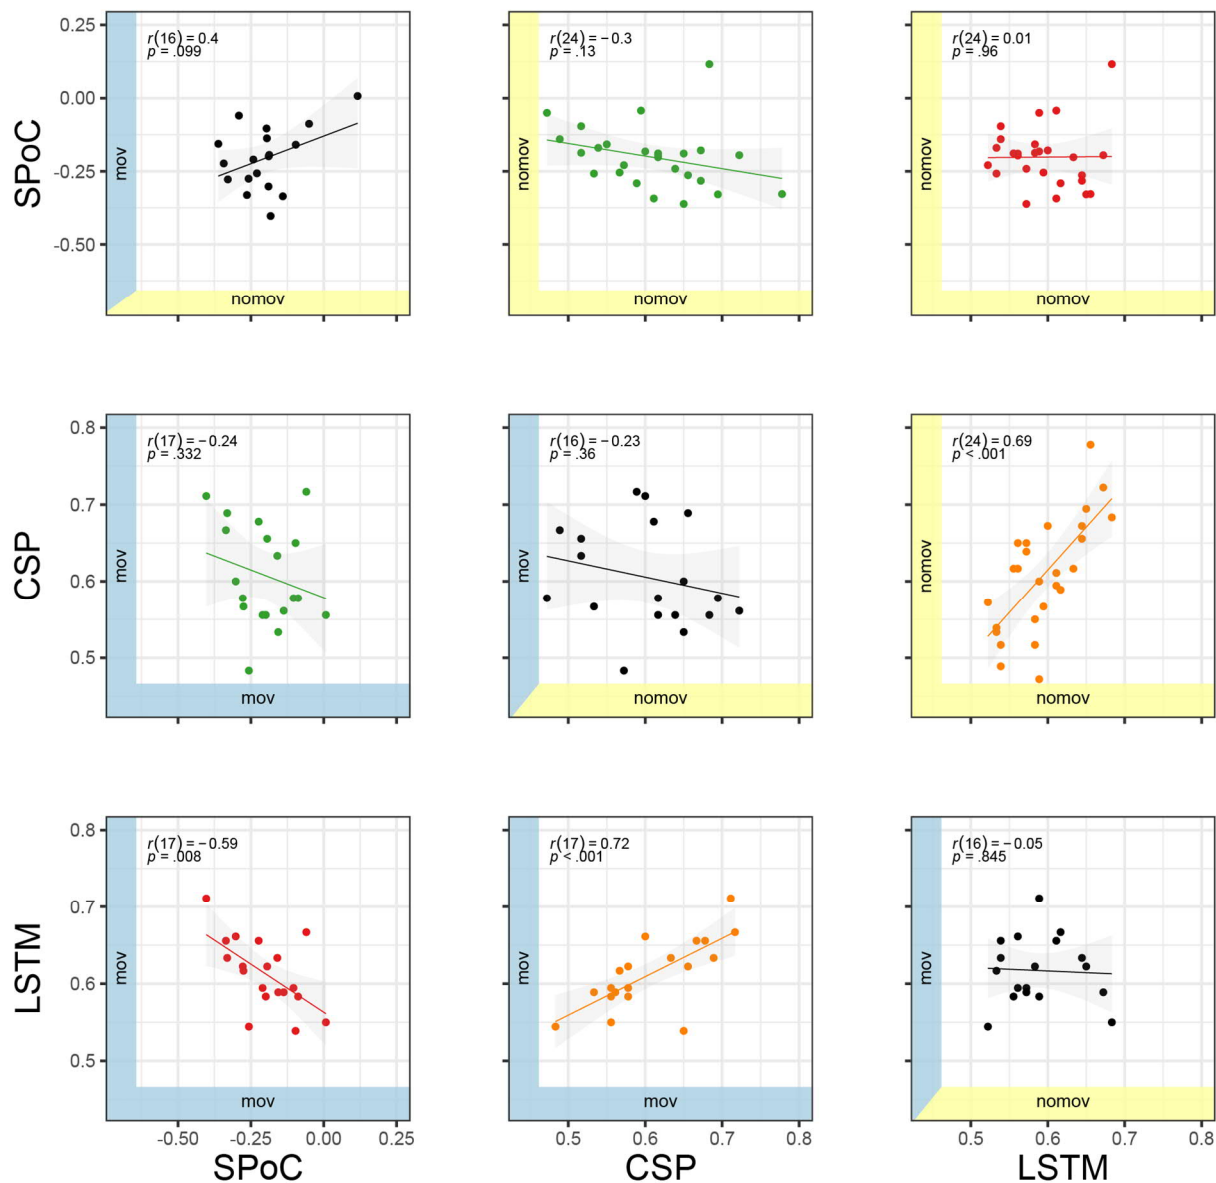 0.25
0.00
-0.25
-0.50
SPoC
mov
r(16) = 0.4
p = .099
nomov
nomov
r(24) = −0.3
p = .13
nomov
nomov
r(24) = 0.01
p = .96
nomov
0.8
0.7
0.6
0.5
CSP
mov
r(17) = −0.24
p = .332
mov
mov
r(16) = −0.23
p = .36
nomov
nomov
r(24) = 0.69
p < .001
nomov
0.8
0.7
0.6
0.5
LSTM
mov
r(17) = −0.59
p = .008
mov
mov
r(17) = 0.72
p < .001
mov
mov
r(16) = −0.05
p = .845
nomov
-0.50 -0.25 0.00 0.25
0.5 0.6 0.7 0.8
0.5 0.6 0.7 0.8
SPoC
CSP
LSTM